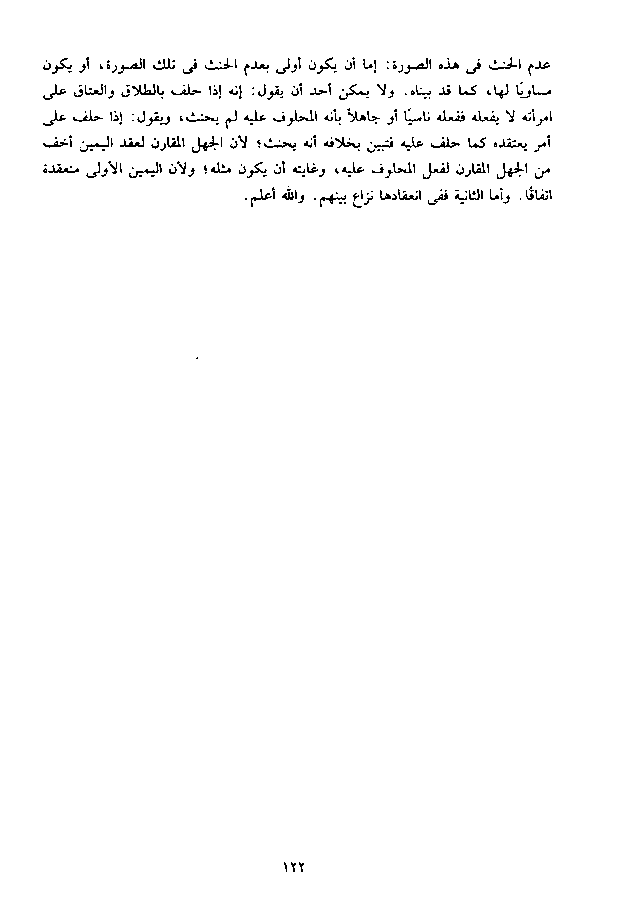 عدم الحنث فى هذه الصورة: إما أن يكون أولى بعدم الحنث فى تلك الصورة، أو يكون
مساويًا لها، كما قد بيناه. ولا يمكن أحد أن يقول: إنه إذا حلف بالطلاق والعتاق على
امرأته لا يفعله ففعله ناسيًا أو جاهلاً بأنه المحلوف عليه لم يحنث، ويقول: إذا حلف على
أمر يعتقده كما حلف عليه فتبين بخلافه أنه يحنث؛ لأن الجهل المقارن لعقد اليمين أخف
من الجهل المقارن لفعل المحلوف عليه، وغايته أن يكون مثله؛ ولأن اليمين الأولى منعقدة
اتفاقًا. وأما الثانية ففى انعقادها نزاع بينهم. والله أعلم.
١٢٢